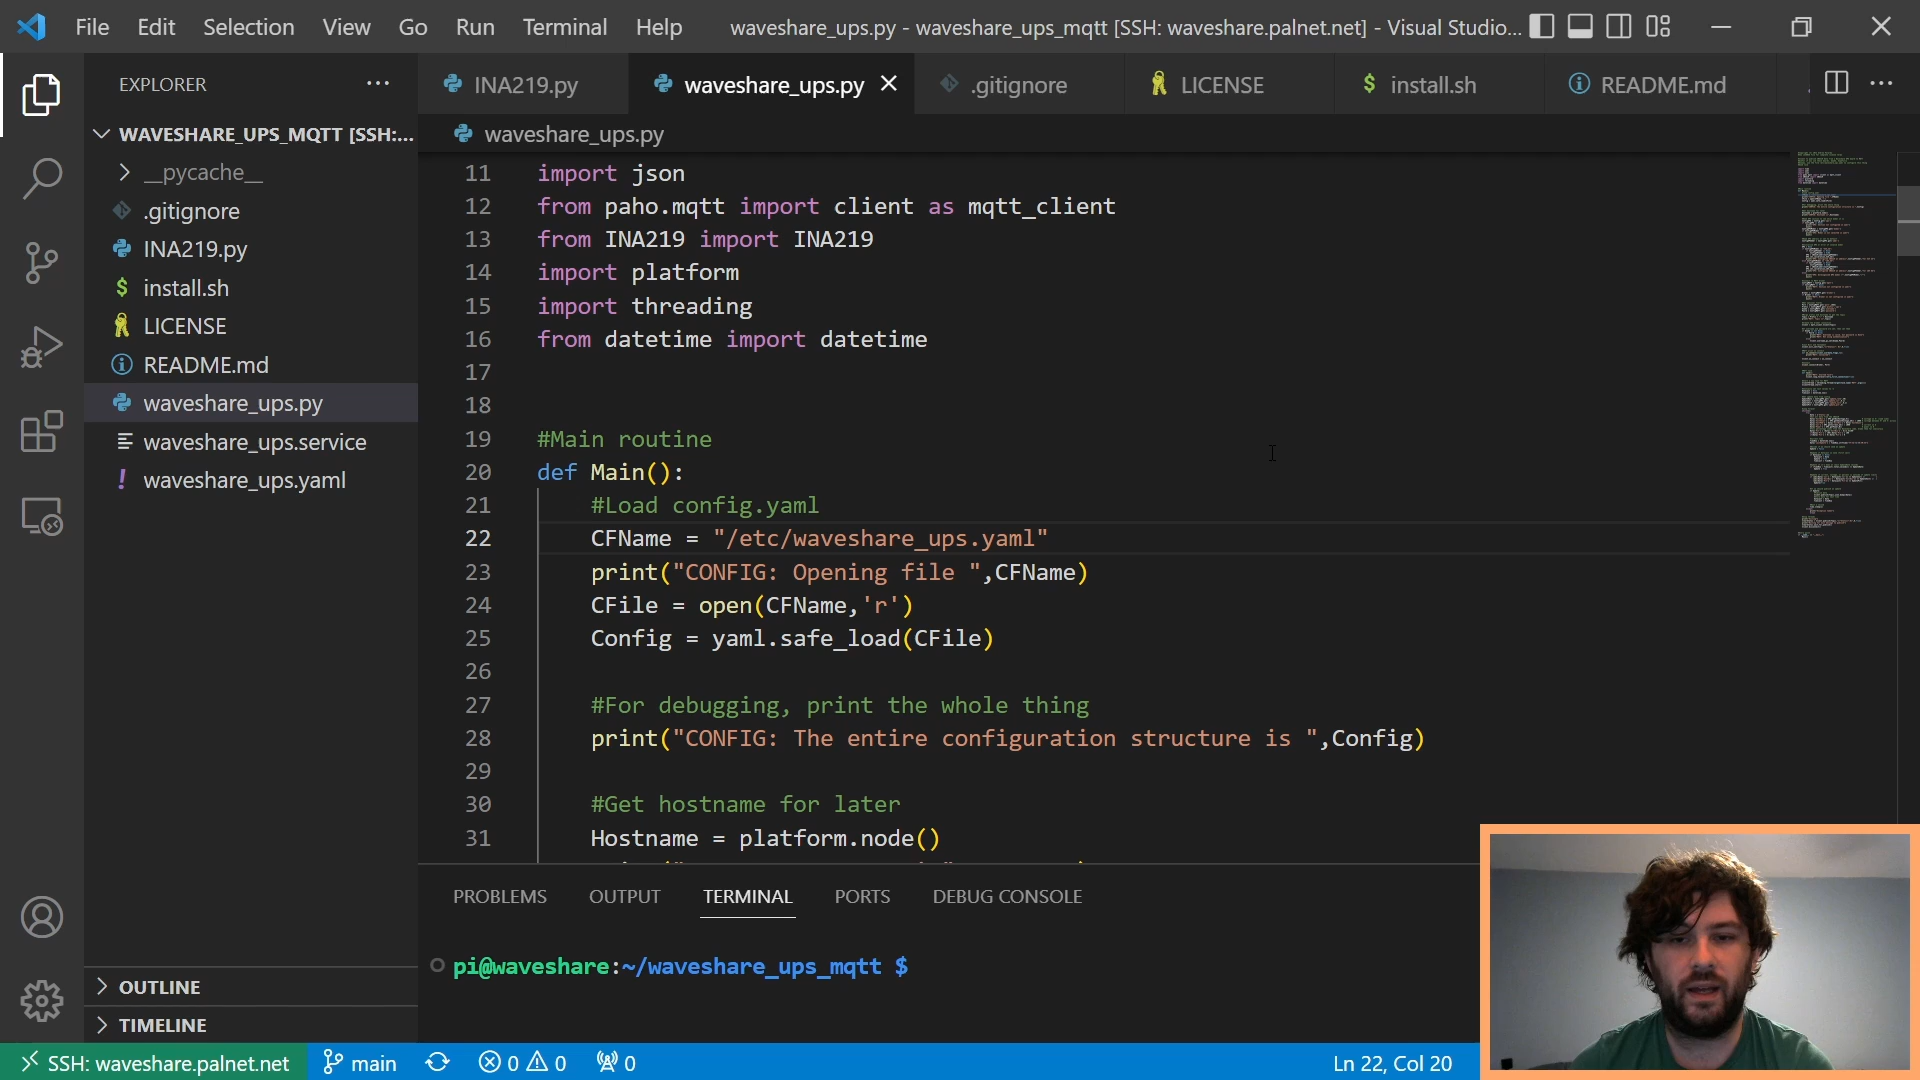 File Edit Selection View Go Run Terminal Help waveshare_ups.py - waveshare_ups_mqtt [SSH: waveshare.palnet.net] - Visual Studio...
EXPLORER
INA219.py waveshare_ups.py .gitignore LICENSE install.sh README.md
WAVESHARE_UPS_MQTT [SSH:...
__pycache__
.gitignore
INA219.py
install.sh
LICENSE
README.md
waveshare_ups.py
waveshare_ups.service
waveshare_ups.yaml
OUTLINE
TIMELINE
waveshare_ups.py
11 import json
12 from paho.mqtt import client as mqtt_client
13 from INA219 import INA219
14 import platform
15 import threading
16 from datetime import datetime
17
18
19 #Main routine
20 def Main():
21 #Load config.yaml
22 CFName = "/etc/waveshare_ups.yaml"
23 print("CONFIG: Opening file ",CFName)
24 CFile = open(CFName,'r')
25 Config = yaml.safe_load(CFile)
26
27 #For debugging, print the whole thing
28 print("CONFIG: The entire configuration structure is ",Config)
29
30 #Get hostname for later
31 Hostname = platform.node()
PROBLEMS OUTPUT TERMINAL PORTS DEBUG CONSOLE
pi@waveshare:~/waveshare_ups_mqtt $
SSH: waveshare.palnet.net main 0 0 0 Ln 22, Col 20